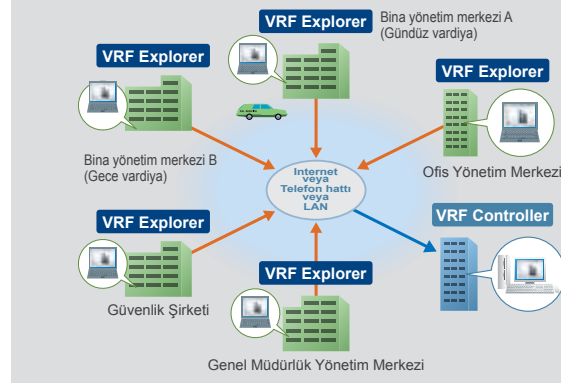 VRF Explorer
Bina yönetim merkezi A
(Gündüz vardiya)
VRF Explorer
VRF Explorer
Bina yönetim merkezi B
(Gece vardiya)
Internet
veya
Telefon hattı
veya
LAN
Ofis Yönetim Merkezi
VRF Explorer
VRF Controller
Güvenlik Şirketi
VRF Explorer
Genel Müdürlük Yönetim Merkezi